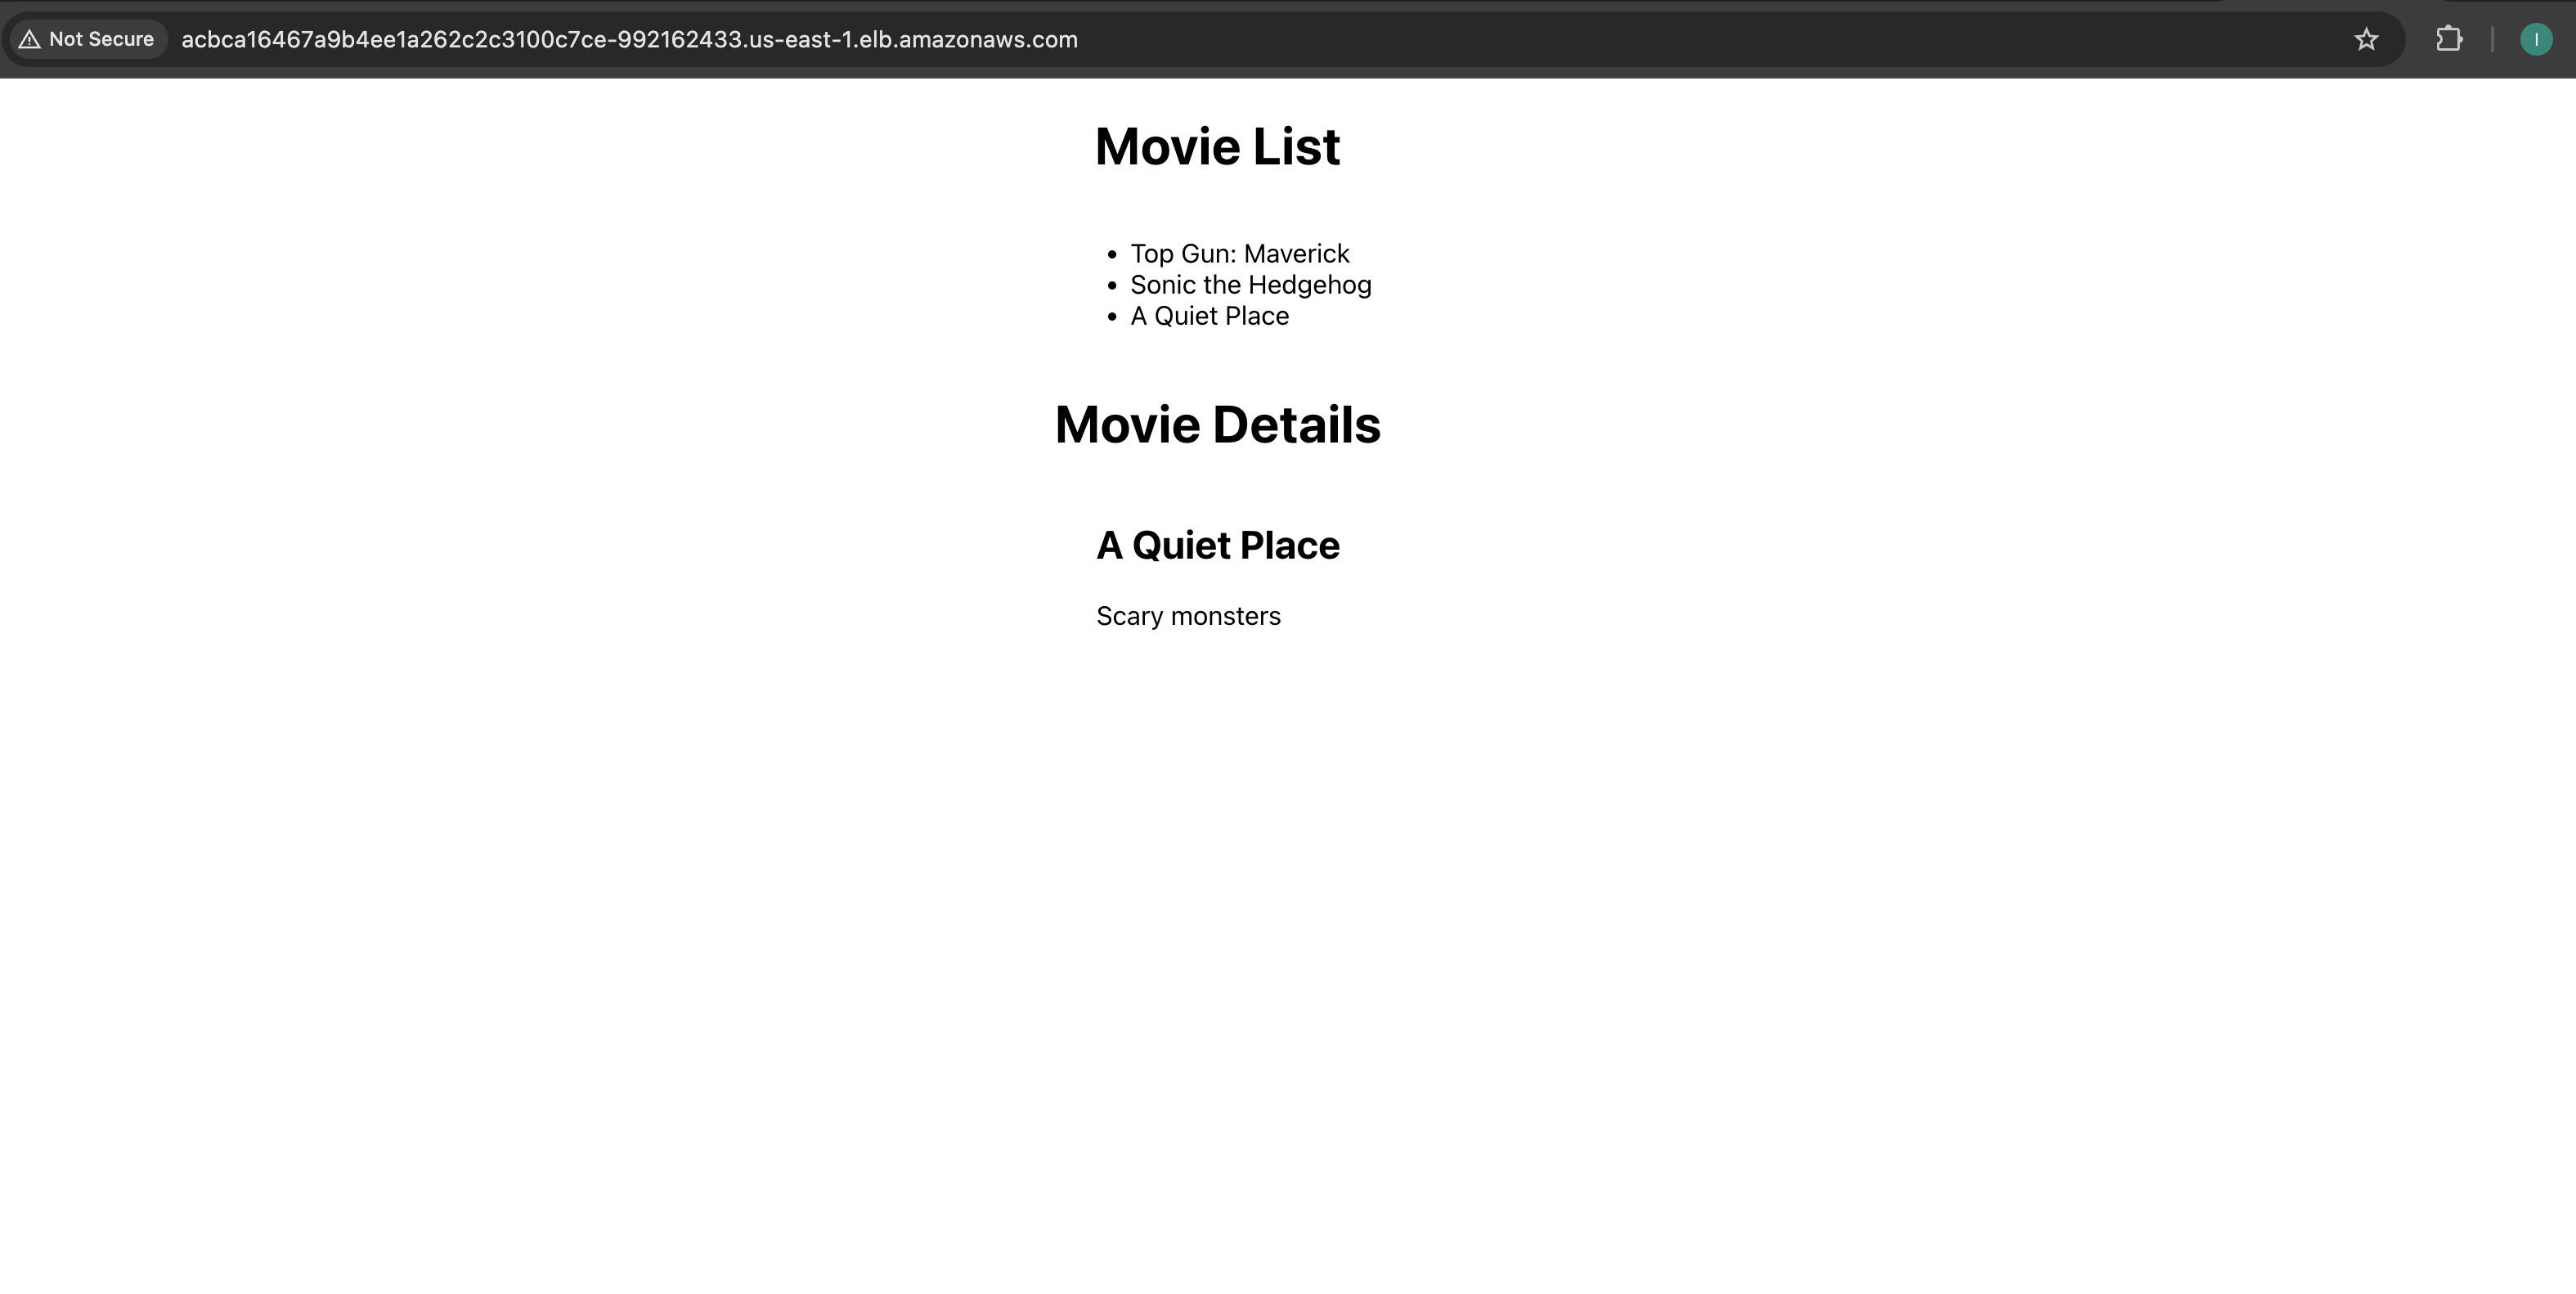 Not Secure acbca16467a9b4ee1a262c2c3100c7ce-992162433.us-east-1.elb.amazonaws.com I
Movie List
Top Gun: Maverick
Sonic the Hedgehog
A Quiet Place
Movie Details
A Quiet Place
Scary monsters